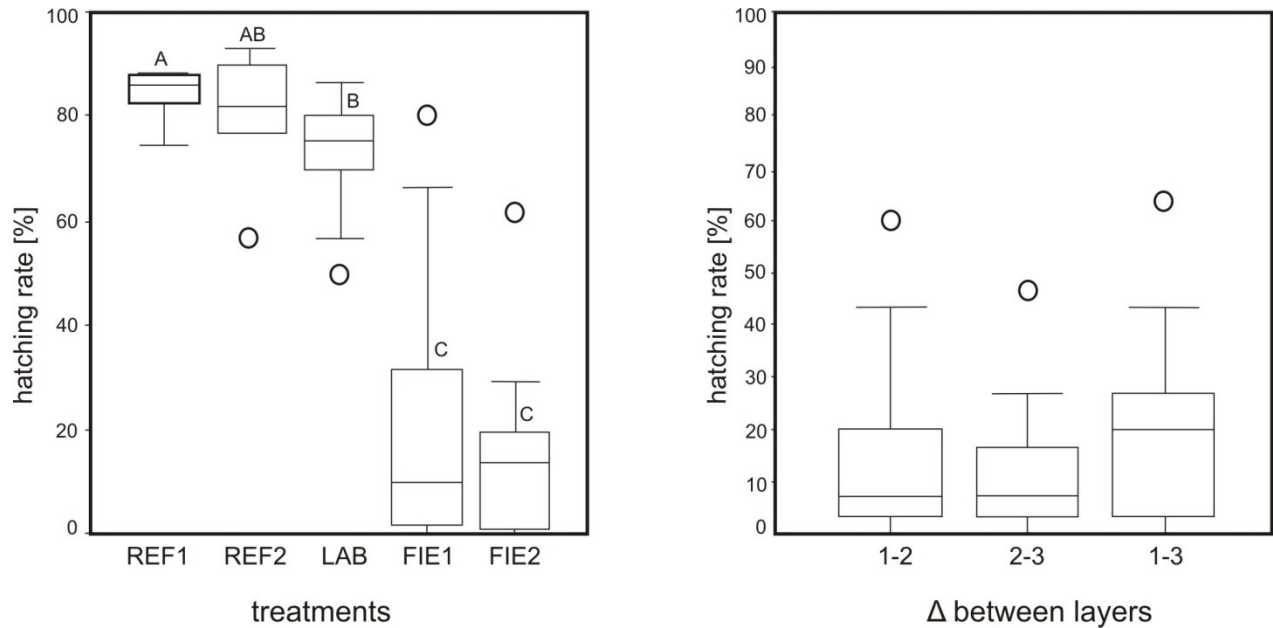 hatching rate [%]
100
80
60
40
20
0
A
AB
B
C
C
REF1 REF2 LAB FIE1 FIE2
treatments
hatching rate [%]
100
90
80
70
60
50
40
30
20
10
0
1-2 2-3 1-3
Δ between layers